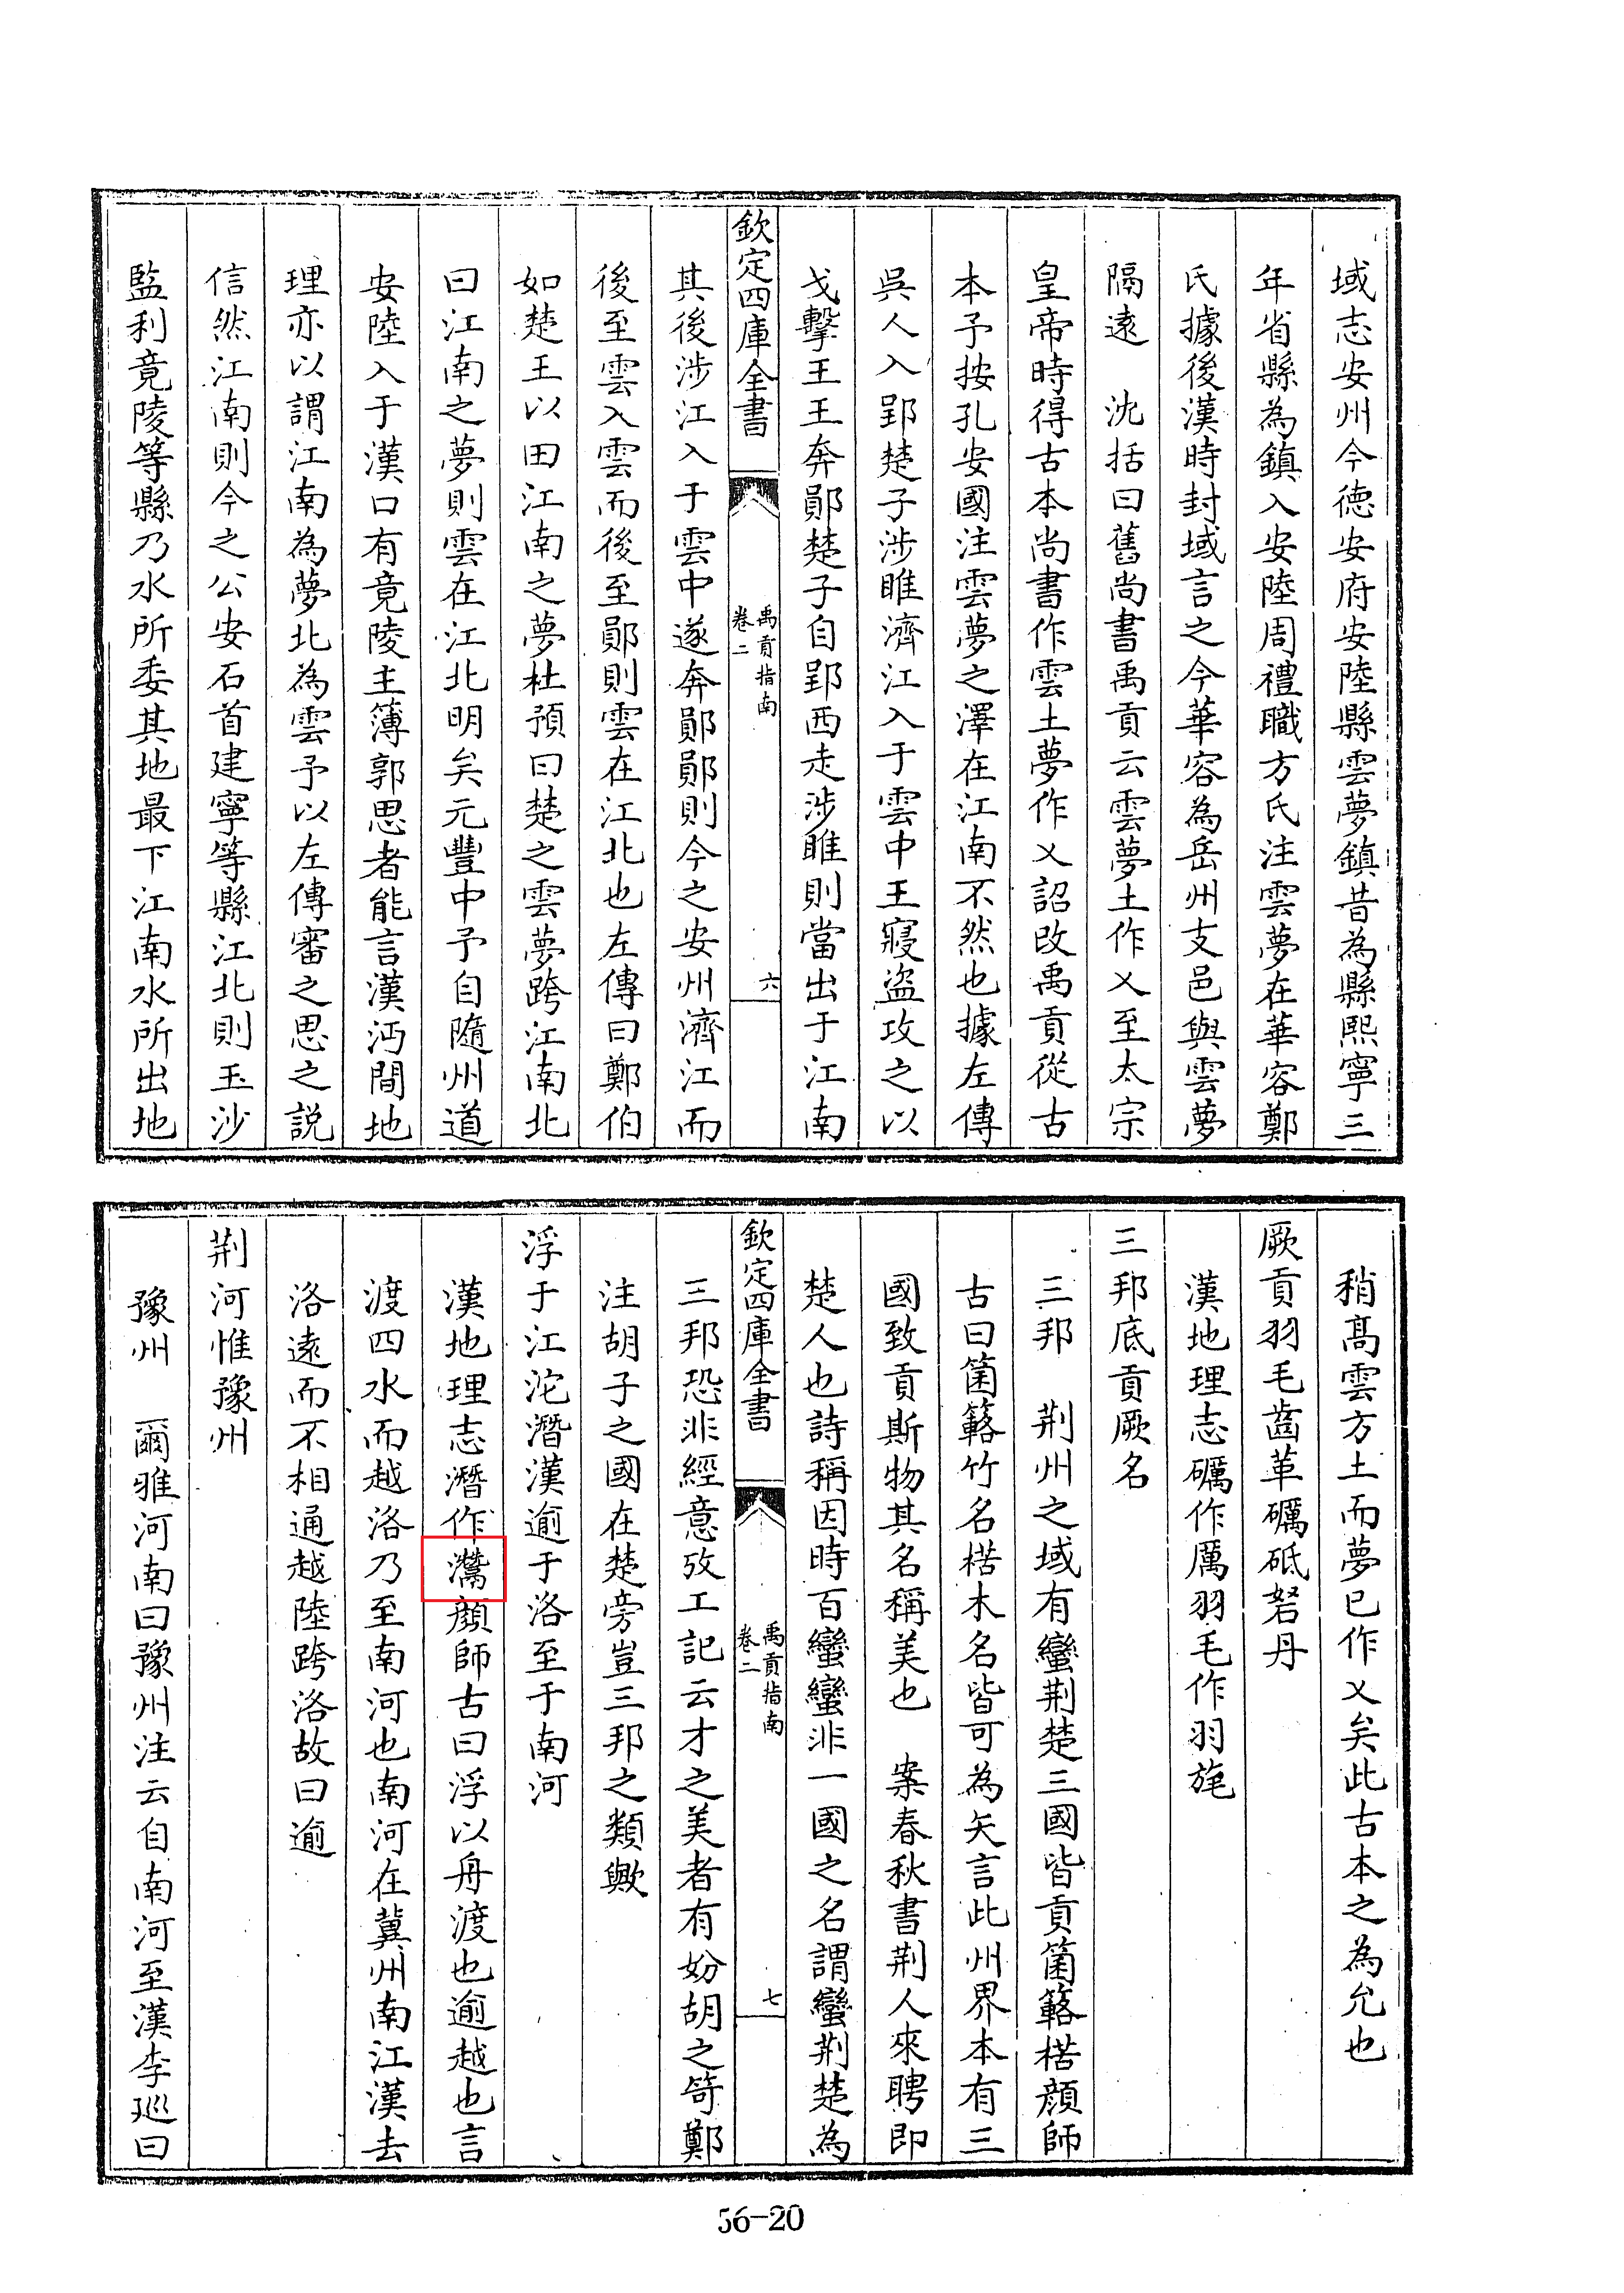 域志安州今德安府安陸縣雲夢鎮昔為縣熙寧三
年省縣為鎮入安陸周禮職方氏注雲夢在華容鄭
氏據後漢時封域言之今華容為岳州支邑與雲夢
隔遠　沈括曰舊尚書禹貢云雲夢土作乂至太宗
皇帝時得古本尚書作雲土夢作乂詔改禹貢從古
本予按孔安國注雲夢之澤在江南不然也據左傳
吳人入郢楚子涉睢濟江入于雲中王寢盜攻之以
戈擊王王奔鄖楚子自郢西走涉睢則當出于江南
欽定四庫全書
禹貢指南
卷二
六
其後涉江入于雲中遂奔鄖鄖則今之安州濟江而
後至雲入雲而後至鄖則雲在江北也左傳曰鄭伯
如楚王以田江南之夢杜預曰楚之雲夢跨江南北
曰江南之夢則雲在江北明矣元豐中予自隨州道
安陸入于漢口有竟陵主簿郭思者能言漢沔間地
理亦以謂江南為夢北為雲予以左傳審之思之說
信然江南則今之公安石首建寧等縣江北則玉沙
監利竟陵等縣乃水所委其地最下江南水所出地
稍高雲方土而夢已作乂矣此古本之為允也
厥貢羽毛齒革礪砥砮丹
漢地理志礪作厲羽毛作羽旄
三邦底貢厥名
三邦　荆州之域有蠻荆楚三國皆貢箘簵楛顏師
古曰箘簵竹名楛木名皆可為矢言此州界本有三
國致貢斯物其名稱美也　案春秋書荆人來聘即
楚人也詩稱因時百蠻蠻非一國之名謂蠻荆楚為
欽定四庫全書
禹貢指南
卷二
七
三邦恐非經意攷工記云才之美者有妢胡之笴鄭
注胡子之國在楚旁豈三邦之類歟
浮于江沱潛漢逾于洛至于南河
漢地理志潛作灊顏師古曰浮以舟渡也逾越也言
渡四水而越洛乃至南河也南河在冀州南江漢去
洛遠而不相通越陸跨洛故曰逾
荆河惟豫州
豫州　爾雅河南曰豫州注云自南河至漢李廵曰
56-20